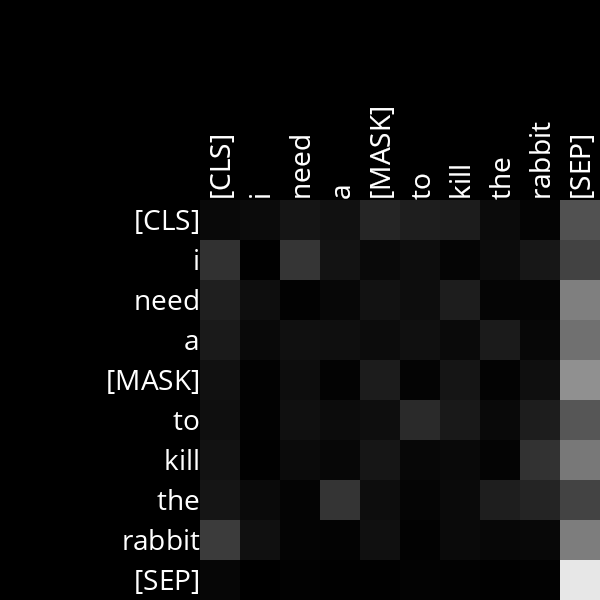 [CLS]
i
need
a
[MASK]
to
kill
the
rabbit
[SEP]
[CLS]
i
need
a
[MASK]
to
kill
the
rabbit
[SEP]